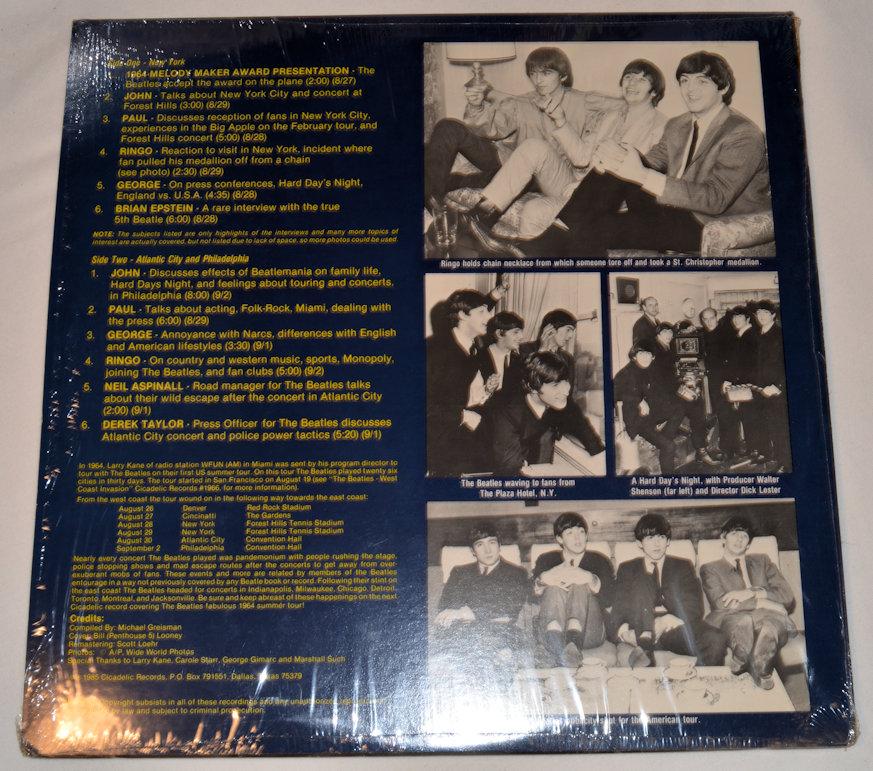 Side One - New York
1. 1964 MELODY MAKER AWARD PRESENTATION - The
Beatles accept the award on the plane (2:00) (8/27)
2. JOHN - Talks about New York City and concert at
Forest Hills (3:00) (8/29)
3. PAUL - Discusses reception of fans in New York City,
experiences in the Big Apple on the February tour, and
Forest Hills concert (5:00) (8/28)
4. RINGO - Reaction to visit in New York, incident where
fan pulled his medallion off from a chain
(see photo) (2:30) (8/29)
5. GEORGE - On press conferences, Hard Day's Night,
England vs. U.S.A. (4:35) (8/28)
6. BRIAN EPSTEIN - A rare interview with the true
5th Beatle (6:00) (8/28)
NOTE: The subjects listed are only highlights of the interviews and many more topics of
interest are actually covered, but not listed due to lack of space, so more photos could be used.
Side Two - Atlantic City and Philadelphia
1. JOHN - Discusses effects of Beatlemania on family life,
Hard Days Night, and feelings about touring and concerts,
in Philadelphia (8:00) (9/2)
2. PAUL - Talks about acting, Folk-Rock, Miami, dealing with
the press (6:00) (8/29)
3. GEORGE - Annoyance with Narcs, differences with English
and American lifestyles (3:30) (9/1)
4. RINGO - On country and western music, sports, Monopoly,
joining The Beatles, and fan clubs (5:00) (9/2)
5. NEIL ASPINALL - Road manager for The Beatles talks
about their wild escape after the concert in Atlantic City
(2:00) (9/1)
6. DEREK TAYLOR - Press Officer for The Beatles discusses
Atlantic City concert and police power tactics (5:20) (9/1)
In 1964, Larry Kane of radio station WFUN (AM) in Miami was sent by his program director to
tour with The Beatles on their first US summer tour. On this tour The Beatles played twenty six
cities in thirty days. The tour started in San Francisco on August 19 (see "The Beatles - West
Coast Invasion" Cicadelic Records #1966, for more information).
From the west coast the tour wound on in the following way towards the east coast:
August 26 Denver Red Rock Stadium
August 27 Cincinatti The Gardens
August 28 New York Forest Hills Tennis Stadium
August 29 New York Forest Hills Tennis Stadium
August 30 Atlantic City Convention Hall
September 2 Philadelphia Convention Hall
Nearly every concert The Beatles played was pandemonium with people rushing the stage,
police stopping shows and mad escape routes after the concerts to get away from over-
exuberant mobs of fans. These events and more are related by members of the Beatles
entourage in a way not previously covered by any Beatle book or record. Following their stint on
the east coast The Beatles headed for concerts in Indianapolis, Milwaukee, Chicago, Detroit,
Toronto, Montreal, and Jacksonville. Be sure and keep abreast of these happenings on the next
Cicadelic record covering The Beatles fabulous 1964 summer tour!
Credits:
Compiled By: Michael Greisman
Cover: Bill (Penthouse 5) Looney
Remastering: Scott Loehr
Photos: A/P, Wide World Photos
Special Thanks to Larry Kane, Carole Starr, George Gimarc and Marshall Such
1985 Cicadelic Records, P.O. Box 791551, Dallas, Texas 75379
copyright subsists in all of these recordings and any
by law and subject to criminal prosecution.
Ringo holds chain necklace from which someone tore off and took a St. Christopher medallion.
The Beatles waving to fans from
The Plaza Hotel, N.Y.
A Hard Day's Night, with Producer Walter
Shenson (far left) and Director Dick Lester
for the American tour.